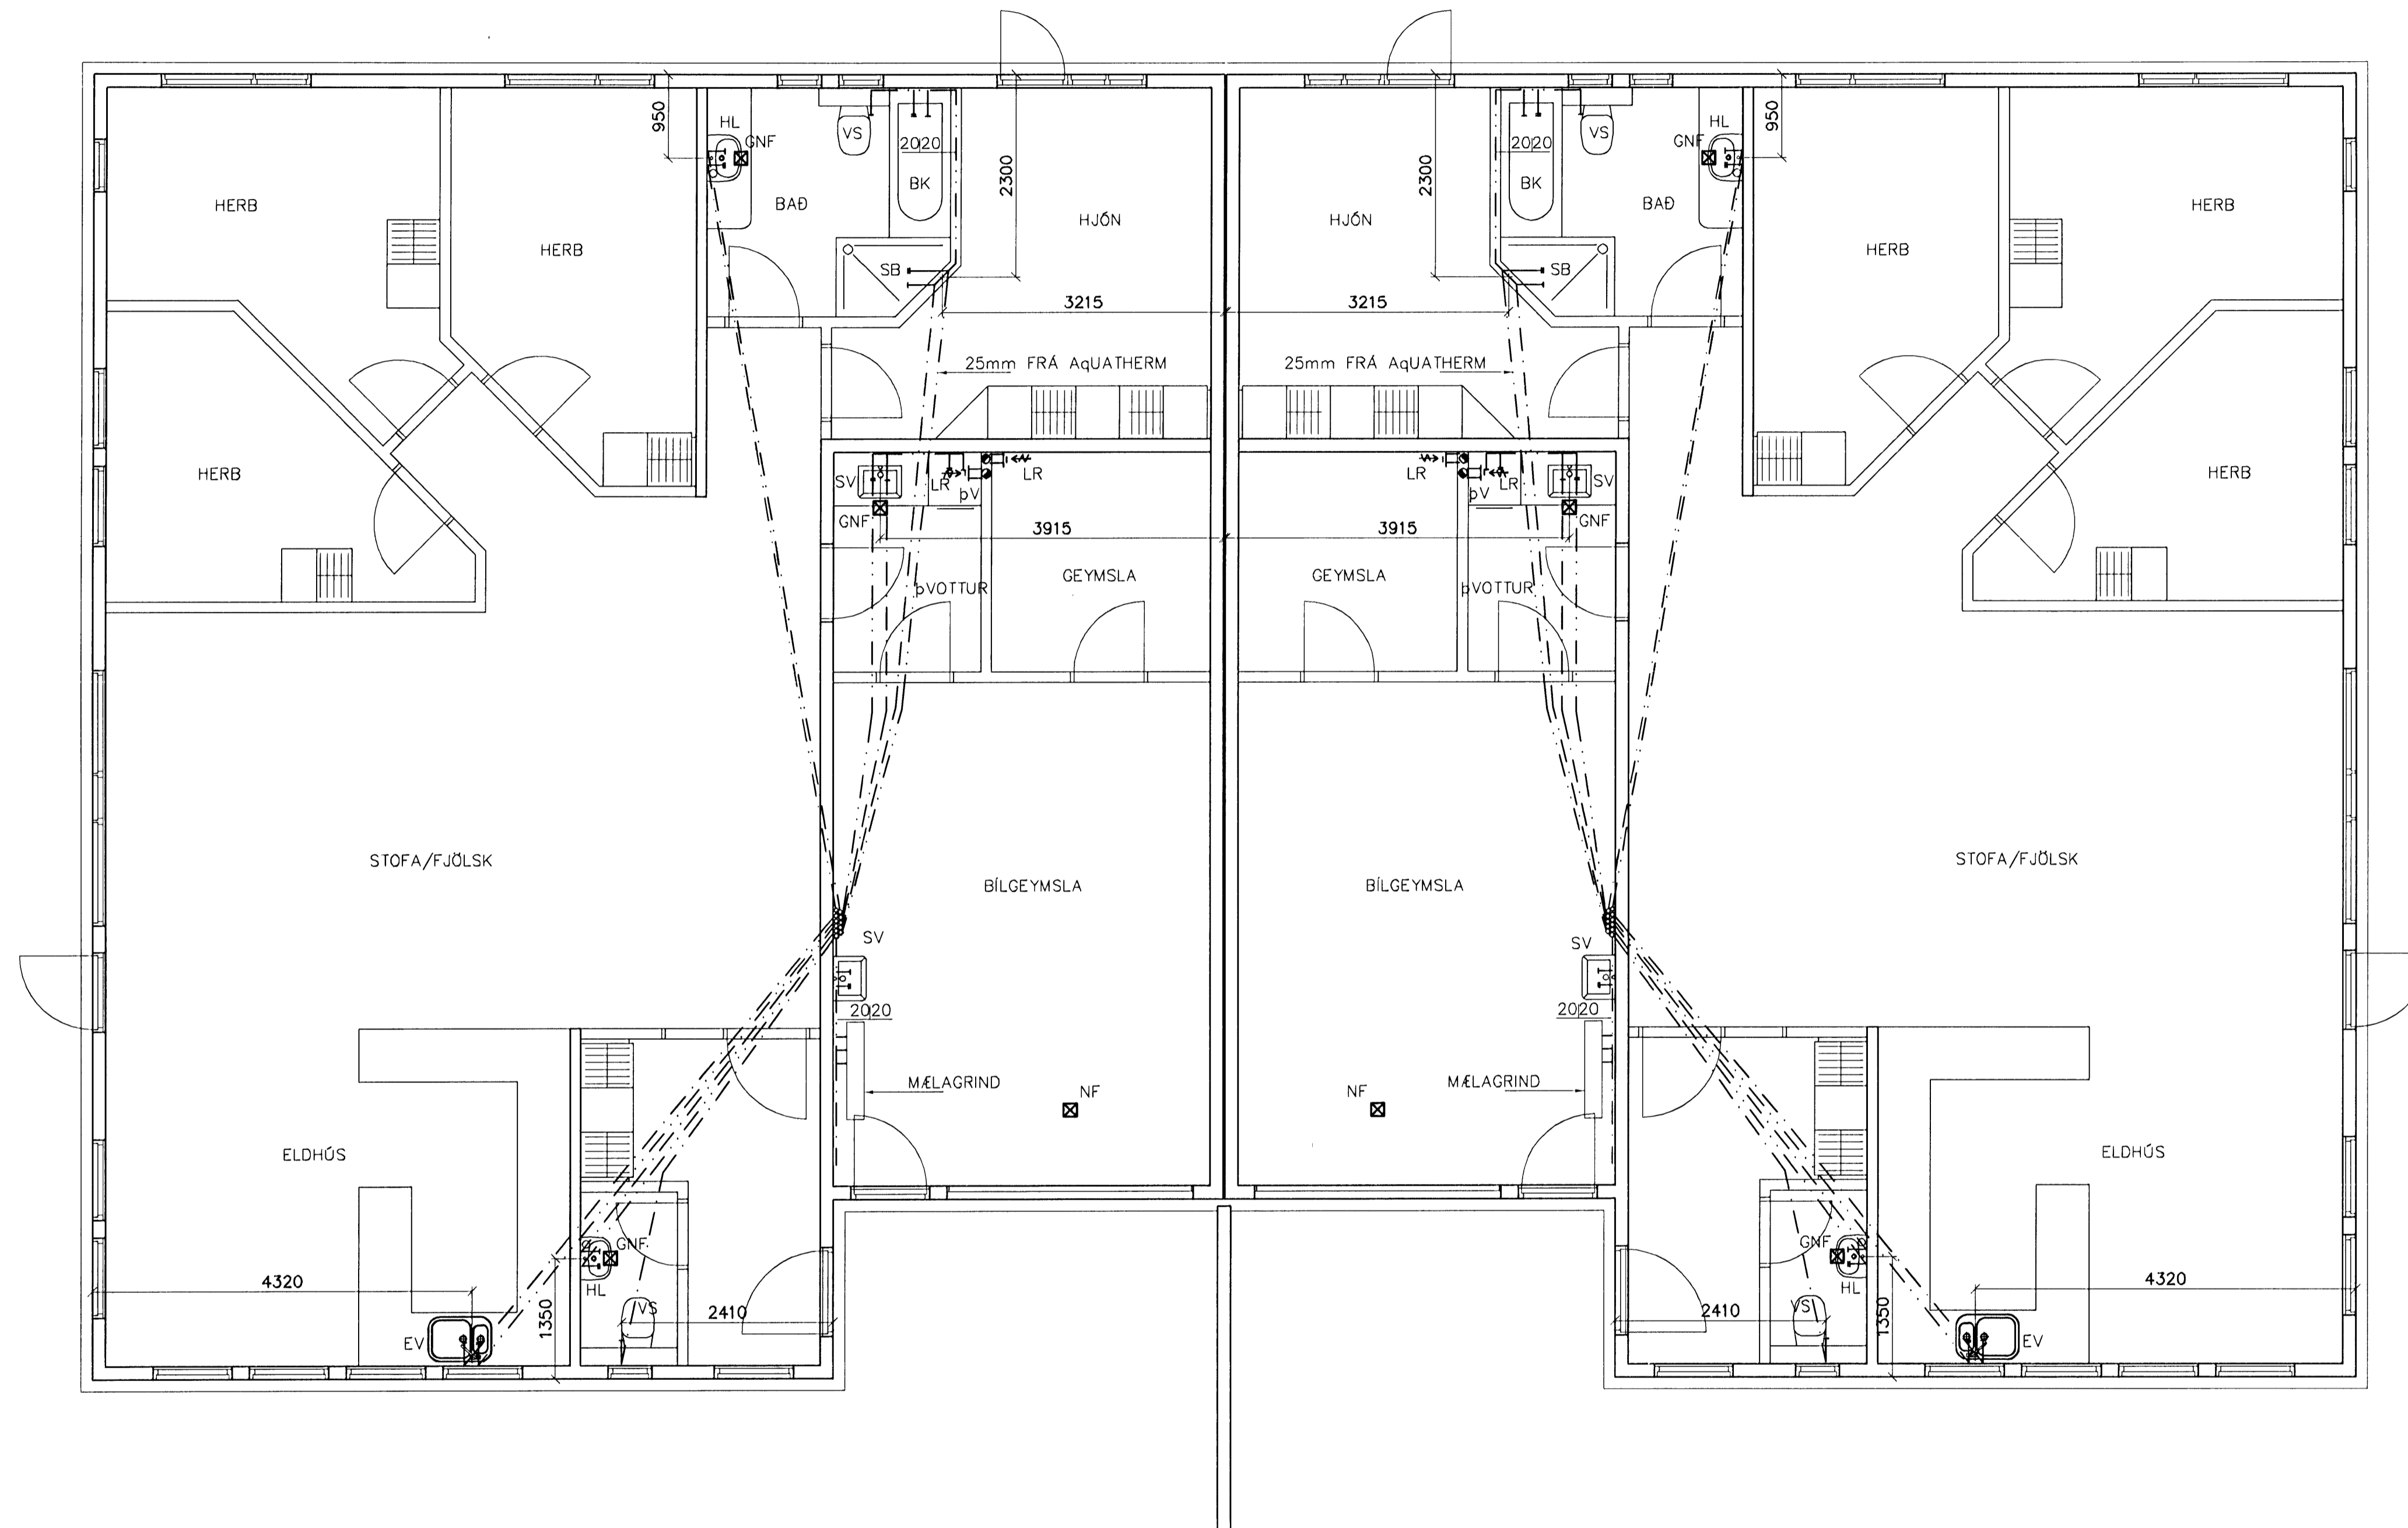 950
HL
GNF
VS
2020
BK
2300
2300
2020
BK
VS
GNF
HL
950
HERB
HERB
BAÐ
HJÓN
HJÓN
BAÐ
HERB
HERB
SB
SB
3215
3215
25mm FRÁ AqUATHERM
25mm FRÁ AqUATHERM
HERB
SV
LR
þV
LR
LR
þV
LR
SV
HERB
GNF
3915
3915
GNF
þVOTTUR
GEYMSLA
GEYMSLA
þVOTTUR
STOFA/FJÖLSK
BÍLGEYMSLA
BÍLGEYMSLA
STOFA/FJÖLSK
SV
SV
2020
2020
MÆLAGRIND
NF
NF
MÆLAGRIND
ELDHÚS
ELDHÚS
GNF
GNF
4320
HL
HL
4320
1350
VS
2410
2410
VS
1350
EV
EV